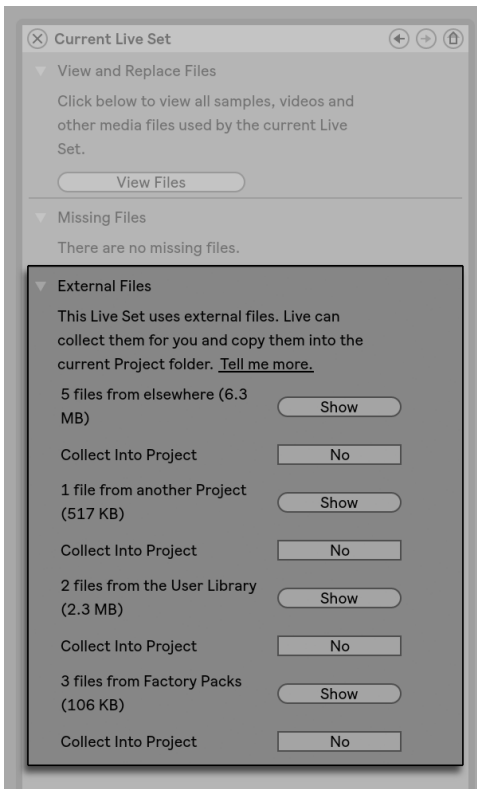 Current Live Set
View and Replace Files
Click below to view all samples, videos and
other media files used by the current Live
Set.
View Files
Missing Files
There are no missing files.
External Files
This Live Set uses external files. Live can
collect them for you and copy them into the
current Project folder. Tell me more.
5 files from elsewhere (6.3
MB)
Show
Collect Into Project
No
1 file from another Project
(517 KB)
Show
Collect Into Project
No
2 files from the User Library
(2.3 MB)
Show
Collect Into Project
No
3 files from Factory Packs
(106 KB)
Show
Collect Into Project
No